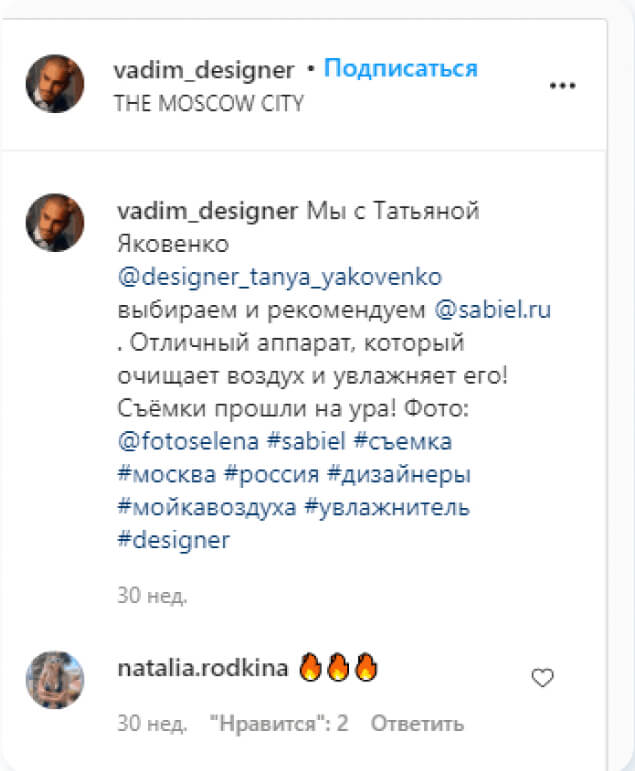 vadim_designer • Подписаться
THE MOSCOW CITY
vadim_designer Мы с Татьяной
Яковенко
@designer_tanya_yakovenko
выбираем и рекомендуем @sabiel.ru
. Отличный аппарат, который
очищает воздух и увлажняет его!
Съёмки прошли на ура! Фото:
@fotoselena #sabiel #съемка
#москва #россия #дизайнеры
#мойкавоздуха #увлажнитель
#designer
30 нед.
natalia.rodkina 🔥🔥🔥
30 нед. "Нравится": 2 Ответить